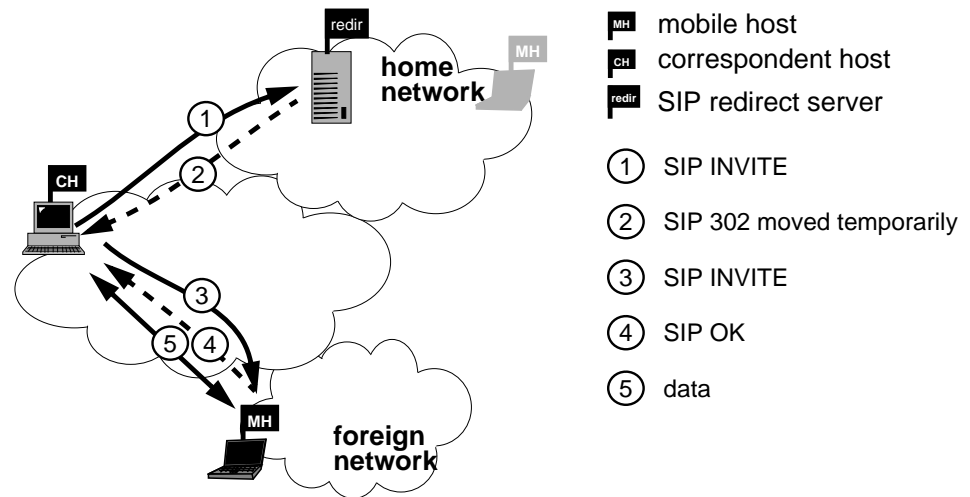 redir
MH
home
network
1
2
CH
3
5
4
MH
foreign
network
MH mobile host
CH correspondent host
redir SIP redirect server
1 SIP INVITE
2 SIP 302 moved temporarily
3 SIP INVITE
4 SIP OK
5 data